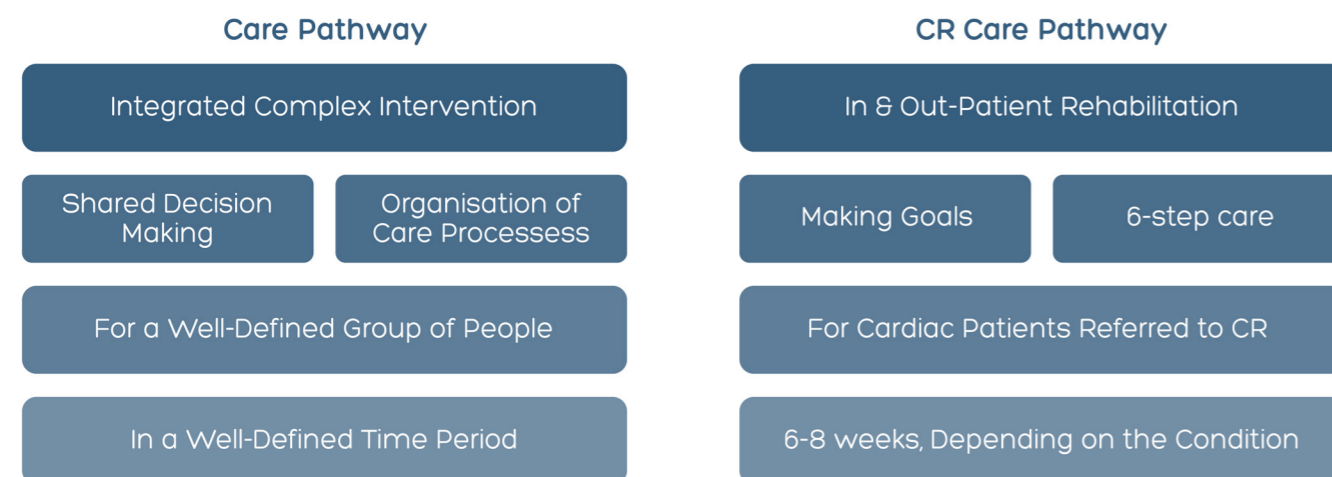 Care Pathway
Integrated Complex Intervention
Shared Decision
Making
Organisation of
Care Processess
For a Well-Defined Group of People
In a Well-Defined Time Period
CR Care Pathway
In & Out-Patient Rehabilitation
Making Goals
6-step care
For Cardiac Patients Referred to CR
6-8 weeks, Depending on the Condition